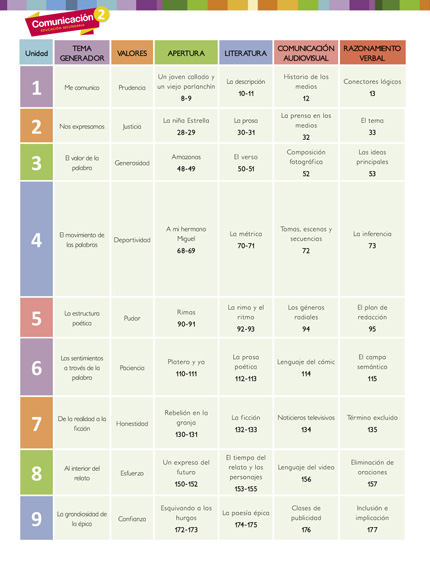 Comunicación 2
EDUCACIÓN SECUNDARIA
Unidad
TEMA
GENERADOR
VALORES
APERTURA
LITERATURA
COMUNICACIÓN
AUDIOVISUAL
RAZONAMIENTO
VERBAL
1
Me comunico
Prudencia
Un joven callado y
un viejo parlanchín
8-9
La descripción
10-11
Historia de los
medios
12
Conectores lógicos
13
2
Nos expresamos
Justicia
La niña Estrella
28-29
La prosa
30-31
La prensa en los
medios
32
El tema
33
3
El valor de la
palabra
Generosidad
Amazonas
48-49
El verso
50-51
Composición
fotográfica
52
Las ideas
principales
53
4
El movimiento de
las palabras
Deportividad
A mi hermano
Miguel
68-69
La métrica
70-71
Tomas, escenas y
secuencias
72
La inferencia
73
5
La estructura
poética
Pudor
Rimas
90-91
La rima y el
ritmo
92-93
Los géneros
radiales
94
El plan de
redacción
95
6
Los sentimientos
a través de la
palabra
Paciencia
Platero y yo
110-111
La prosa
poética
112-113
Lenguaje del cómic
114
El campo
semántico
115
7
De la realidad a la
ficción
Honestidad
Rebelión en la
granja
130-131
La ficción
132-133
Noticieros televisivos
134
Término excluido
135
8
Al interior del
relato
Esfuerzo
Un expreso del
futuro
150-152
El tiempo del
relato y los
personajes
153-155
Lenguaje del video
156
Eliminación de
oraciones
157
9
La grandiosidad de
la épica
Confianza
Esquivando a los
hurgos
172-173
La poesía épica
174-175
Clases de
publicidad
176
Inclusión e
implicación
177